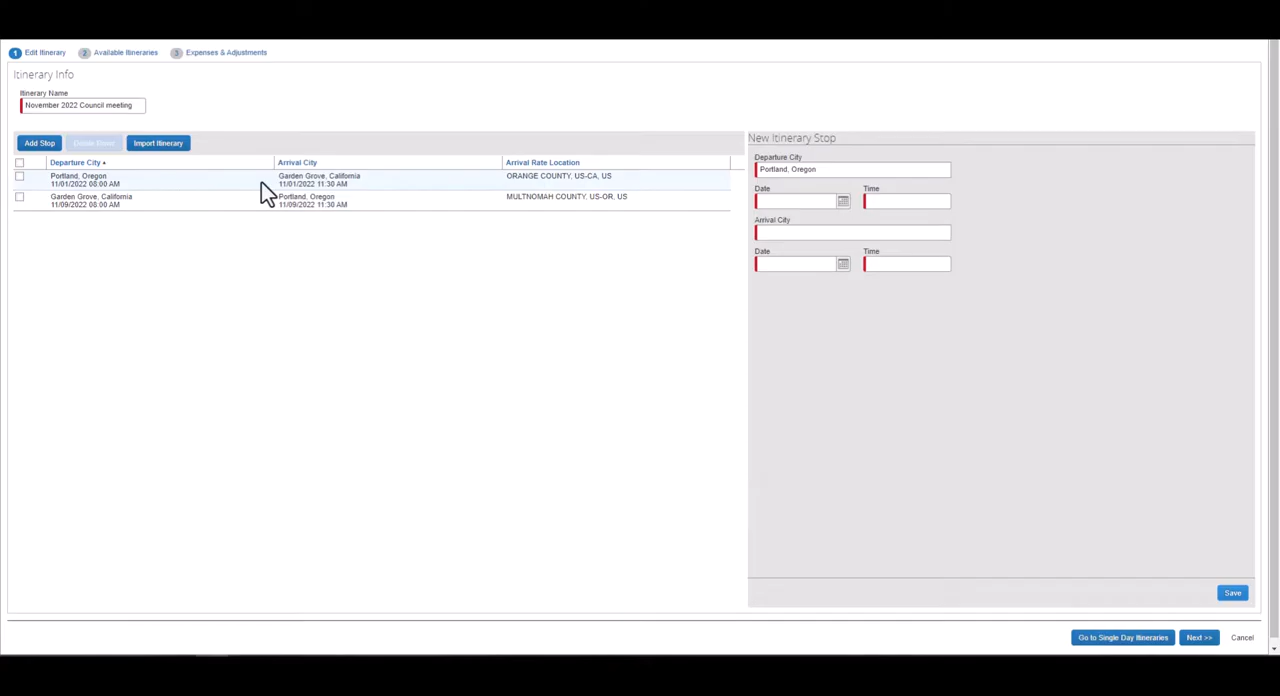 1 Edit Itinerary 2 Available Itineraries 3 Expenses & Adjustments
Itinerary Info
Itinerary Name
November 2022 Council meeting
Add Stop Delete Rows Import Itinerary
Departure City Arrival City Arrival Rate Location
Portland, Oregon Garden Grove, California ORANGE COUNTY, US-CA, US
11/01/2022 08:00 AM 11/01/2022 11:30 AM
Garden Grove, California Portland, Oregon MULTNOMAH COUNTY, US-OR, US
11/09/2022 08:00 AM 11/09/2022 11:30 AM
New Itinerary Stop
Departure City
Portland, Oregon
Date Time
Arrival City
Date Time
Save
Go to Single Day Itineraries Next >> Cancel